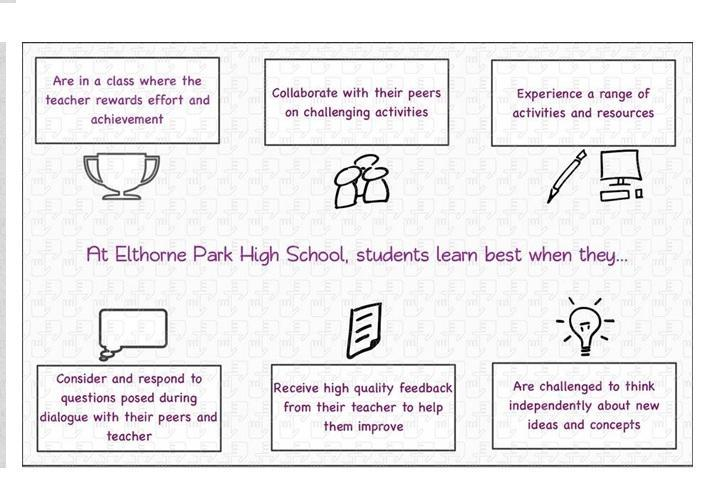 Are in a class where the
teacher rewards effort and
achievement
Collaborate with their peers
on challenging activities
Experience a range of
activities and resources
At Elthorne Park High School, students learn best when they...
Consider and respond to
questions posed during
dialogue with their peers and
teacher
Receive high quality feedback
from their teacher to help
them improve
Are challenged to think
independently about new
ideas and concepts